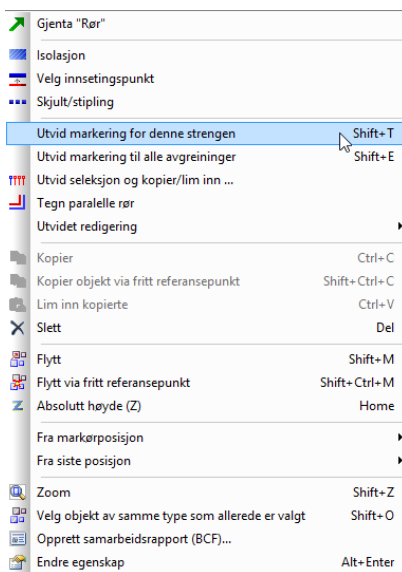 Gjenta "Rør"
Isolasjon
Velg innsetingspunkt
Skjult/stipling
Utvid markering for denne strengen Shift+T
Utvid markering til alle avgreininger Shift+E
Utvid seleksjon og kopier/lim inn ...
Tegn paralelle rør
Utvidet redigering
Kopier Ctrl+C
Kopier objekt via fritt referansepunkt Shift+Ctrl+C
Lim inn kopierte Ctrl+V
Slett Del
Flytt Shift+M
Flytt via fritt referansepunkt Shift+Ctrl+M
Absolutt høyde (Z) Home
Fra markørposisjon
Fra siste posisjon
Zoom Shift+Z
Velg objekt av samme type som allerede er valgt Shift+O
Opprett samarbeidsrapport (BCF)...
Endre egenskap Alt+Enter